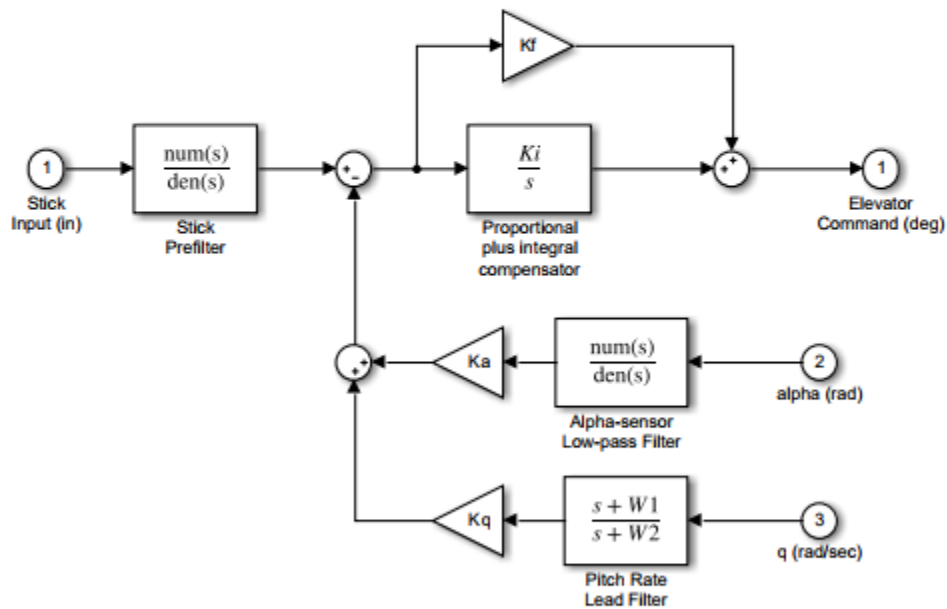 Kf
1
Stick
Input (in)
num(s)
den(s)
Stick
Prefilter
+
−
Ki
s
Proportional
plus integral
compensator
+
+
1
Elevator
Command (deg)
+
+
Ka
num(s)
den(s)
Alpha-sensor
Low-pass Filter
2
alpha (rad)
Kq
s + W1
s + W2
Pitch Rate
Lead Filter
3
q (rad/sec)